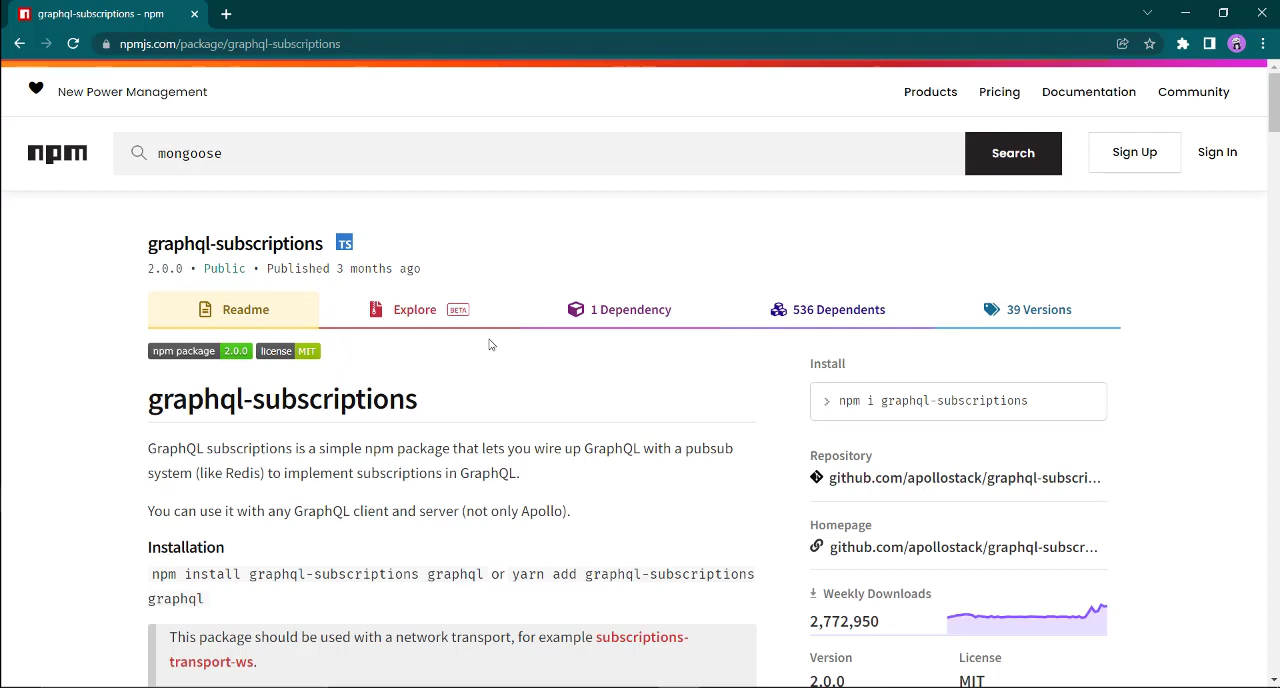 graphql-subscriptions - npm
npmjs.com/package/graphql-subscriptions
New Power Management
Products
Pricing
Documentation
Community
npm
mongoose
Search
Sign Up
Sign In
graphql-subscriptions TS
2.0.0 • Public • Published 3 months ago
Readme
Explore BETA
1 Dependency
536 Dependents
39 Versions
npm package 2.0.0 license MIT
graphql-subscriptions
GraphQL subscriptions is a simple npm package that lets you wire up GraphQL with a pubsub
system (like Redis) to implement subscriptions in GraphQL.
You can use it with any GraphQL client and server (not only Apollo).
Installation
npm install graphql-subscriptions graphql or yarn add graphql-subscriptions
graphql
This package should be used with a network transport, for example subscriptions-
transport-ws.
Install
> npm i graphql-subscriptions
Repository
github.com/apollostack/graphql-subscri...
Homepage
github.com/apollostack/graphql-subscr...
Weekly Downloads
2,772,950
Version
License
2.0.0
MIT